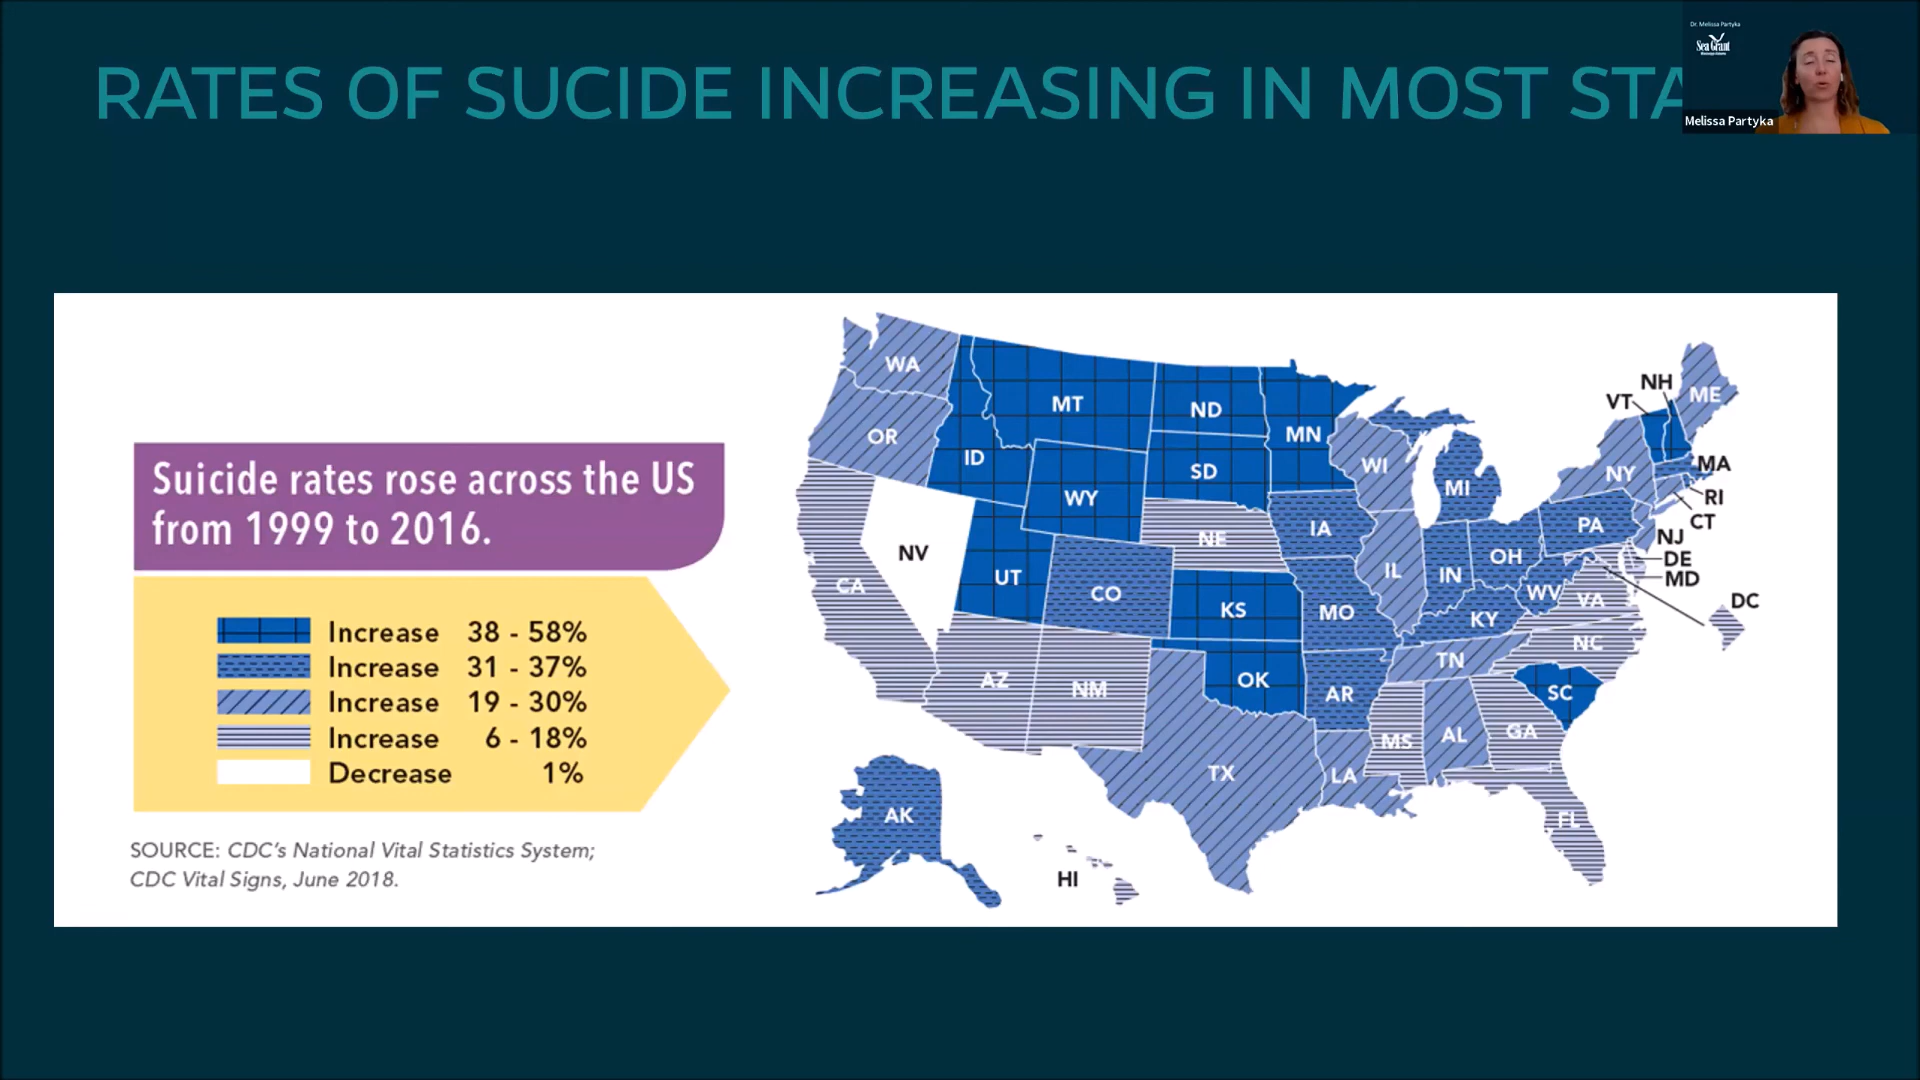 RATES OF SUCIDE INCREASING IN MOST STA
Dr. Melissa Partyka
Sea Grant
Mississippi-Alabama
Melissa Partyka
Suicide rates rose across the US
from 1999 to 2016.
Increase 38 - 58%
Increase 31 - 37%
Increase 19 - 30%
Increase 6 - 18%
Decrease 1%
SOURCE: CDC's National Vital Statistics System;
CDC Vital Signs, June 2018.
WA
MT
ND
MN
OR
ID
SD
WY
WI
MI
NH
VT
ME
NY
MA
RI
CT
NJ
DE
MD
DC
NV
UT
CO
NE
IA
IL
IN
OH
PA
CA
KS
MO
KY
WV
VA
NC
TN
AZ
NM
OK
AR
SC
MS
AL
GA
TX
LA
FL
AK
HI